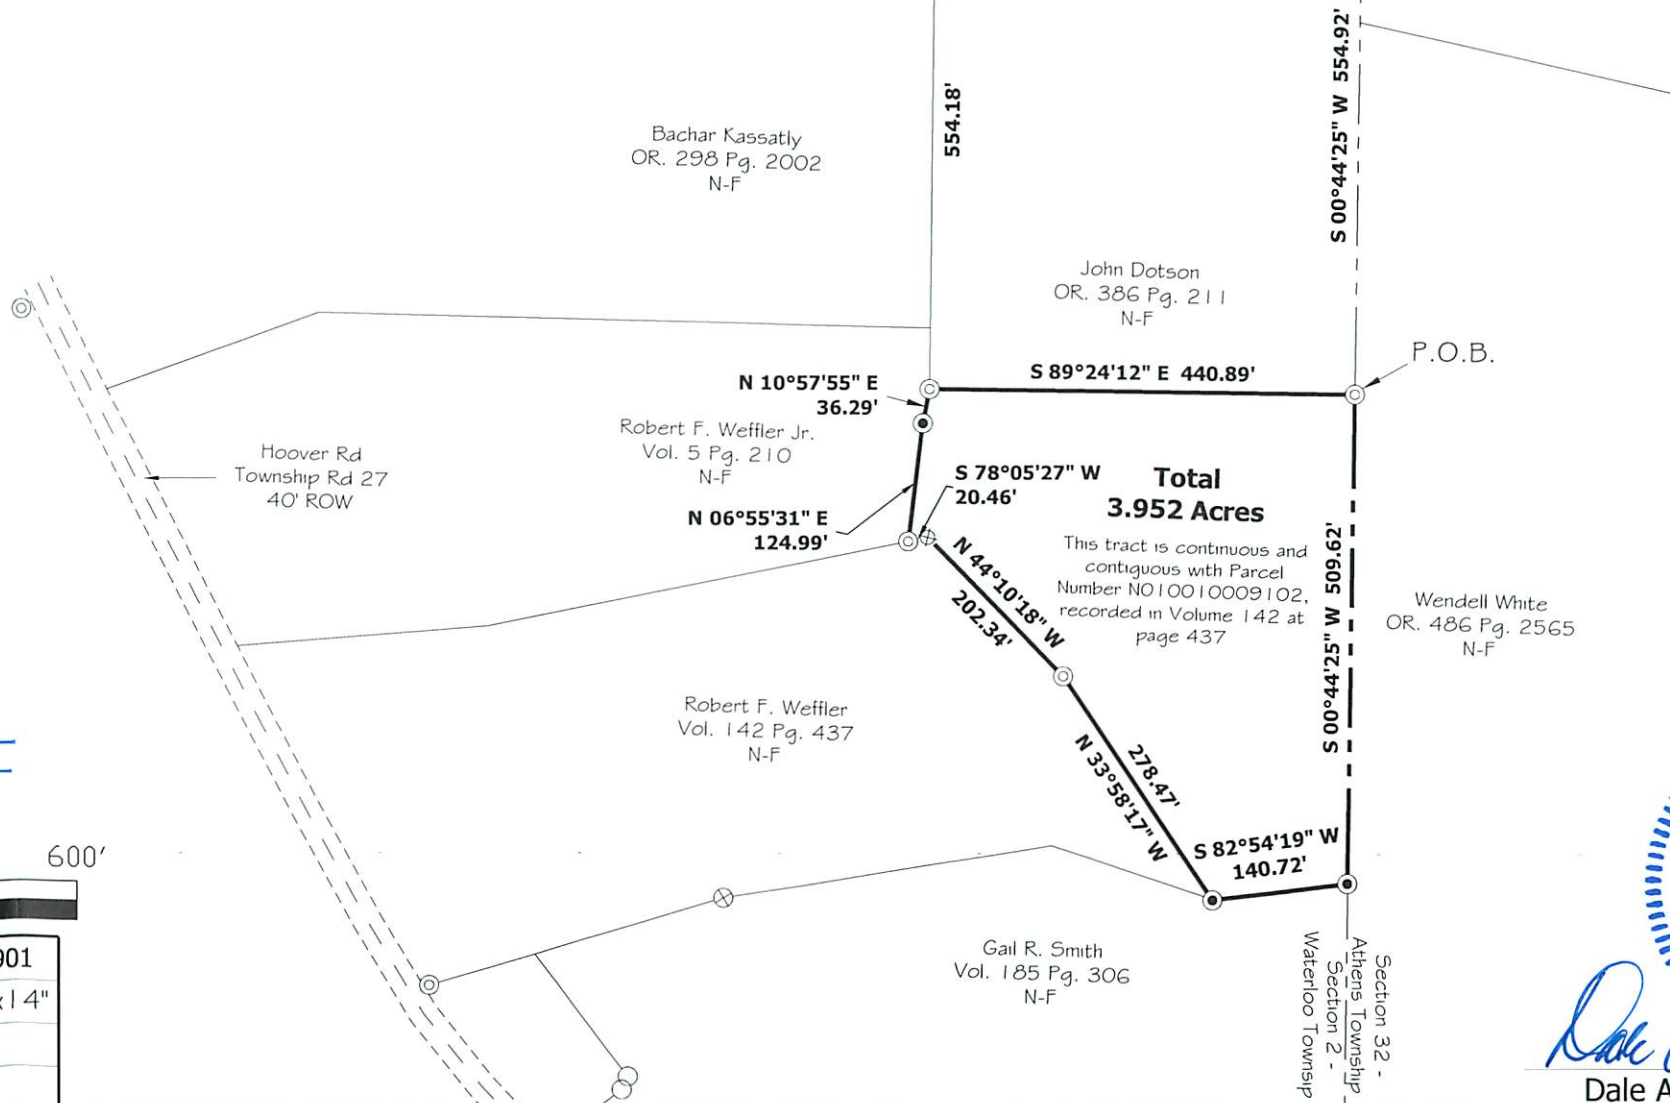 554.18'
S 00°44'25" W 554.92'
Bachar Kassatly
OR. 298 Pg. 2002
N-F
John Dotson
OR. 386 Pg. 211
N-F
P.O.B.
S 89°24'12" E 440.89'
N 10°57'55" E
36.29'
Robert F. Weffler Jr.
Vol. 5 Pg. 210
N-F
Hoover Rd
Township Rd 27
40' ROW
S 78°05'27" W
20.46'
Total
3.952 Acres
N 06°55'31" E
124.99'
This tract is continuous and
contiguous with Parcel
Number N010010009102,
recorded in Volume 142 at
page 437
N 44°10'18" W
202.34'
S 00°44'25" W 509.62'
Wendell White
OR. 486 Pg. 2565
N-F
Robert F. Weffler
Vol. 142 Pg. 437
N-F
278.47'
N 33°58'17" W
S 82°54'19" W
140.72'
600'
901
x14"
Gail R. Smith
Vol. 185 Pg. 306
N-F
Section 32 -
Athens Township
Section 2 -
Waterloo Townsip
Dale
Dale A